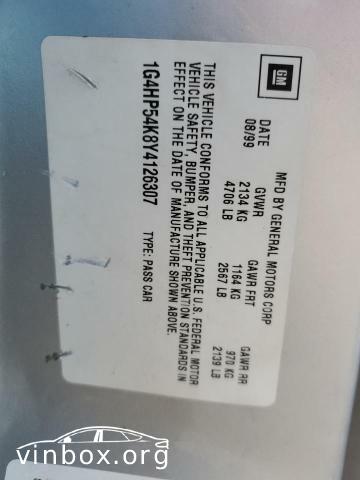 GM
MFD BY GENERAL MOTORS CORP
DATE
08/99
GVWR
2134 KG
4706 LB
GAWR FRT
1164 KG
2567 LB
GAWR RR
970 KG
2139 LB
THIS VEHICLE CONFORMS TO ALL APPLICABLE U.S. FEDERAL MOTOR
VEHICLE SAFETY, BUMPER, AND THEFT PREVENTION STANDARDS IN
EFFECT ON THE DATE OF MANUFACTURE SHOWN ABOVE.
1G4HP54K8Y4126307
TYPE: PASS CAR
vinbox.org